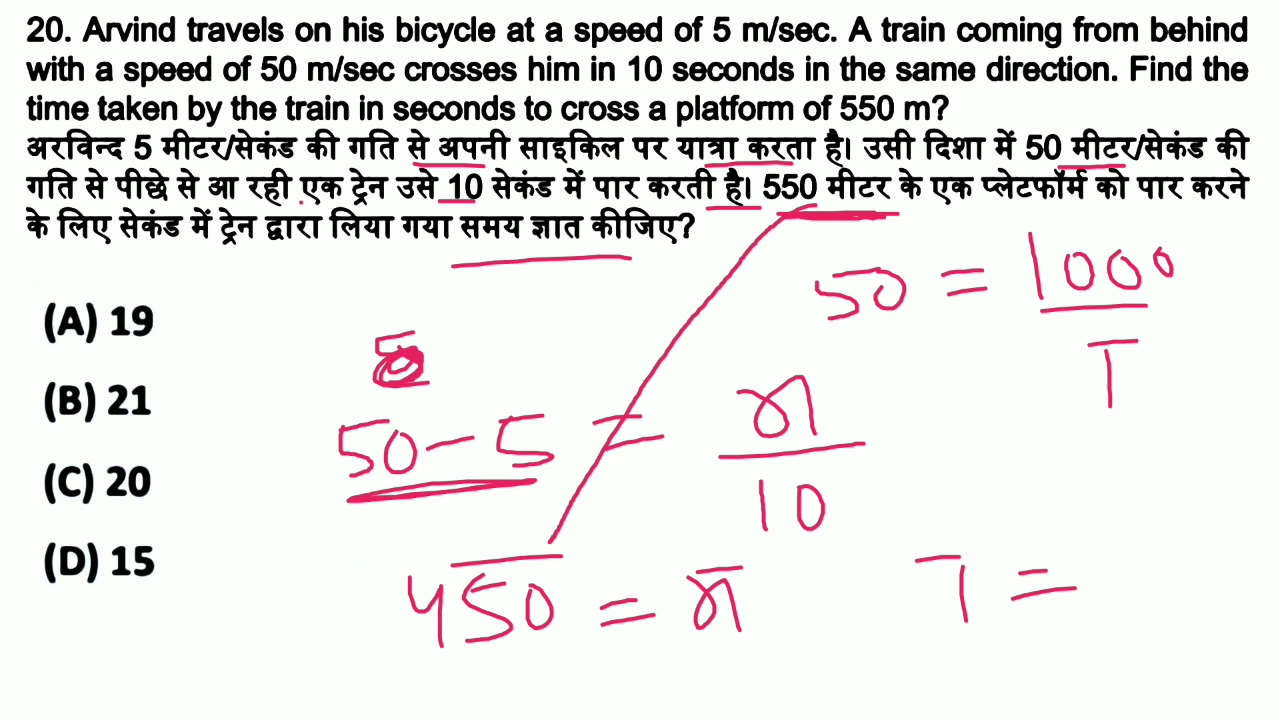 20. Arvind travels on his bicycle at a speed of 5 m/sec. A train coming from behind
with a speed of 50 m/sec crosses him in 10 seconds in the same direction. Find the
time taken by the train in seconds to cross a platform of 550 m?
अरविन्द 5 मीटर/सेकंड की गति से अपनी साइकिल पर यात्रा करता है। उसी दिशा में 50 मीटर/सेकंड की
गति से पीछे से आ रही एक ट्रेन उसे 10 सेकंड में पार करती है। 550 मीटर के एक प्लेटफॉर्म को पार करने
के लिए सेकंड में ट्रेन द्वारा लिया गया समय ज्ञात कीजिए?
50 = 1000
T
(A) 19
(B) 21
50 - 5 = x
10
(C) 20
(D) 15
450 = x
T =